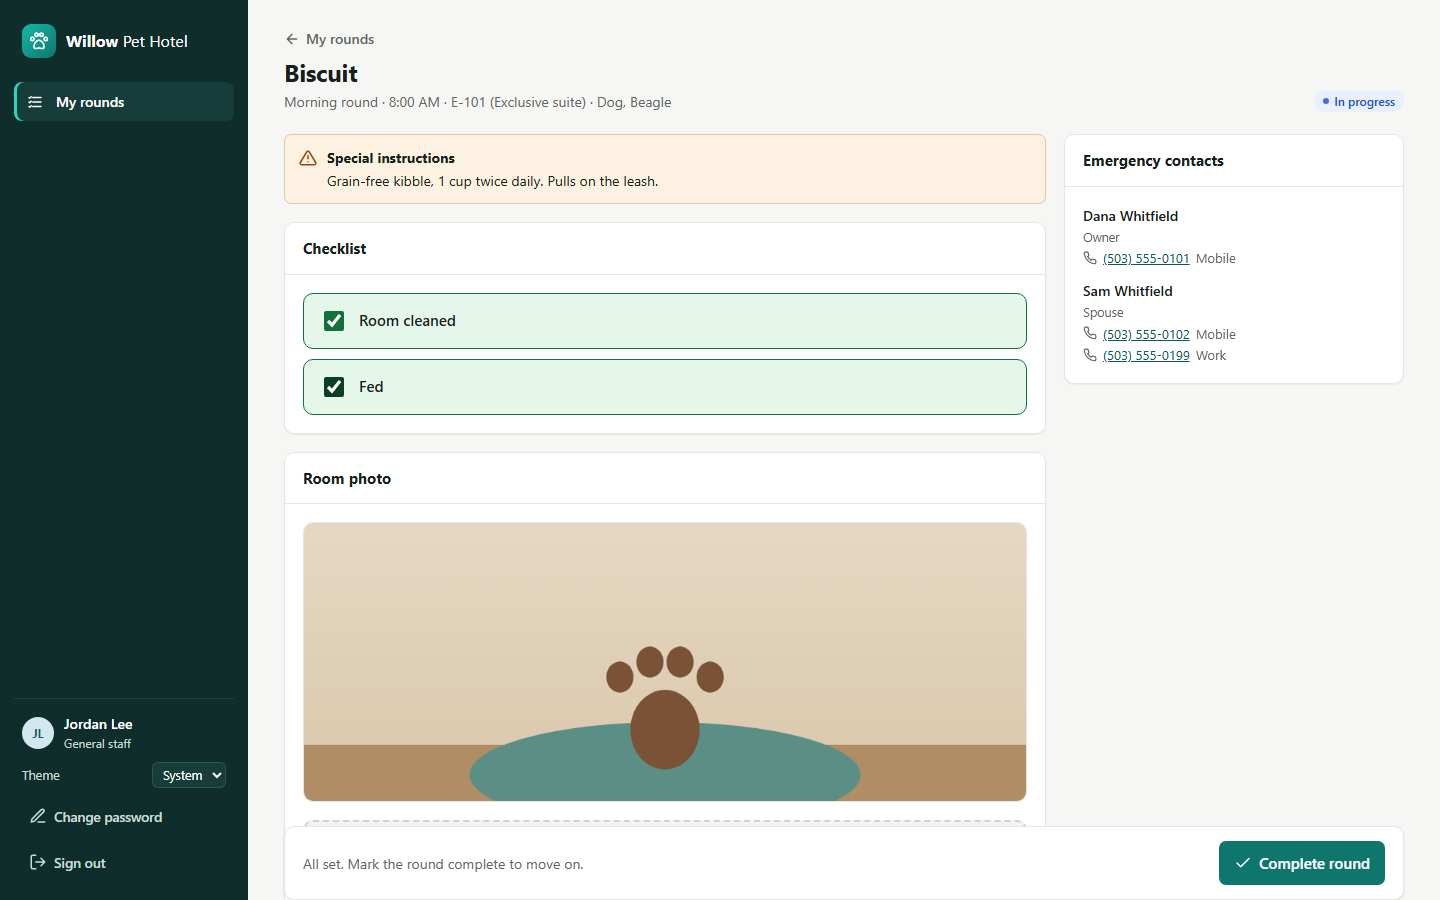 Willow Pet Hotel
My rounds
Jordan Lee
JL
General staff
Theme
System
Change password
Sign out
My rounds
Biscuit
Morning round · 8:00 AM · E-101 (Exclusive suite) · Dog, Beagle
In progress
Special instructions
Grain-free kibble, 1 cup twice daily. Pulls on the leash.
Checklist
Room cleaned
Fed
Room photo
Emergency contacts
Dana Whitfield
Owner
(503) 555-0101 Mobile
Sam Whitfield
Spouse
(503) 555-0102 Mobile
(503) 555-0199 Work
All set. Mark the round complete to move on.
Complete round